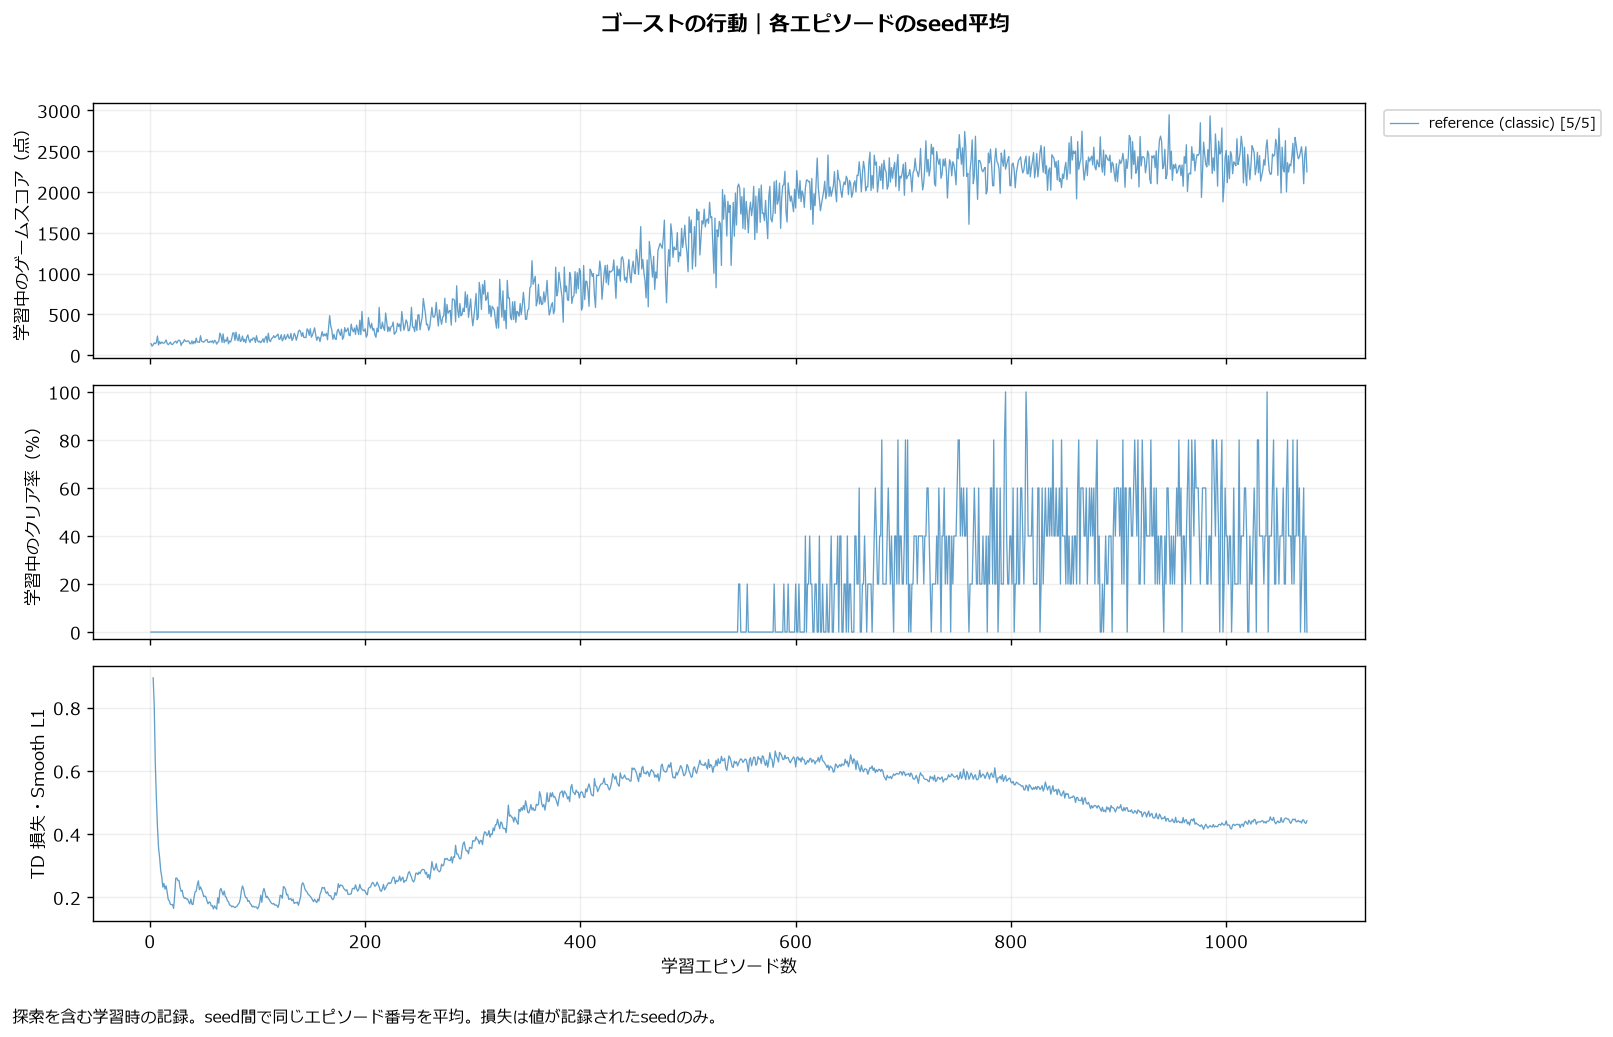 ゴーストの行動｜各エピソードのseed平均
reference (classic) [5/5]
学習中のゲームスコア（点）
3000
2500
2000
1500
1000
500
0
学習中のクリア率（%）
100
80
60
40
20
0
TD 損失・Smooth L1
0.8
0.6
0.4
0.2
0 200 400 600 800 1000
学習エピソード数
探索を含む学習時の記録。seed間で同じエピソード番号を平均。損失は値が記録されたseedのみ。